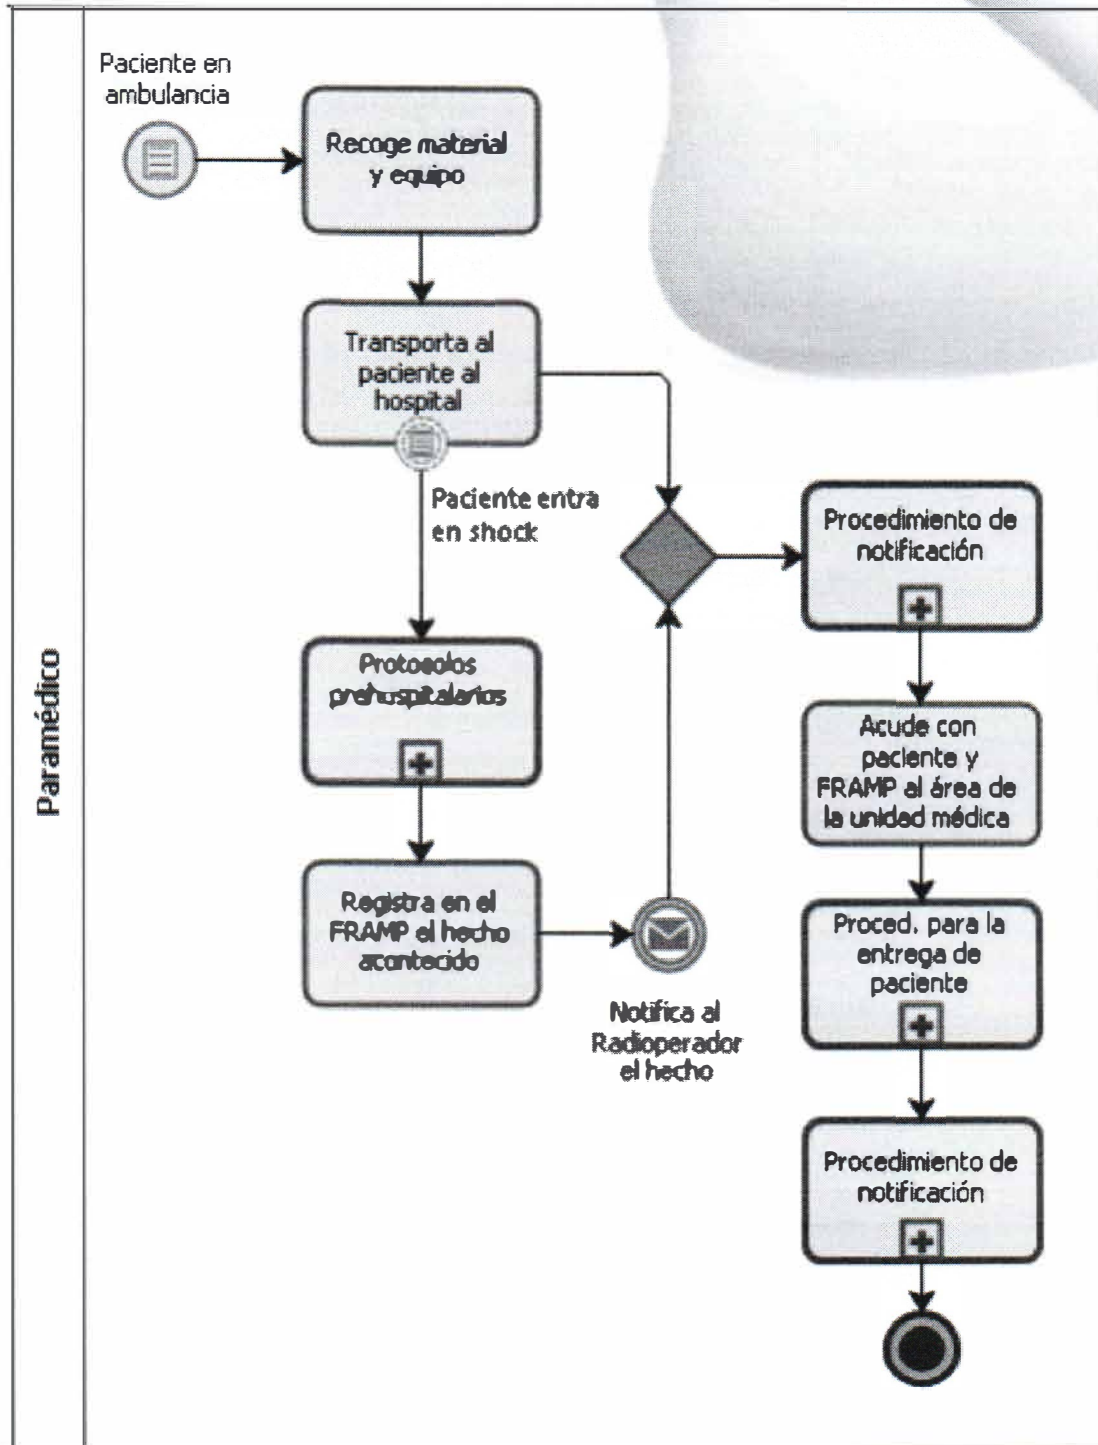 Paramédico
Paciente en
ambulancia
Recoge material
y equipo
Transporta al
paciente al
hospital
Paciente entra
en shock
Protocolos
prehospitalarios
Registra en el
FRAMP el hecho
acontecido
Notifica al
Radioperador
el hecho
Procedimiento de
notificación
Acude con
paciente y
FRAMP al área de
la unidad médica
Proced. para la
entrega de
paciente
Procedimiento de
notificación